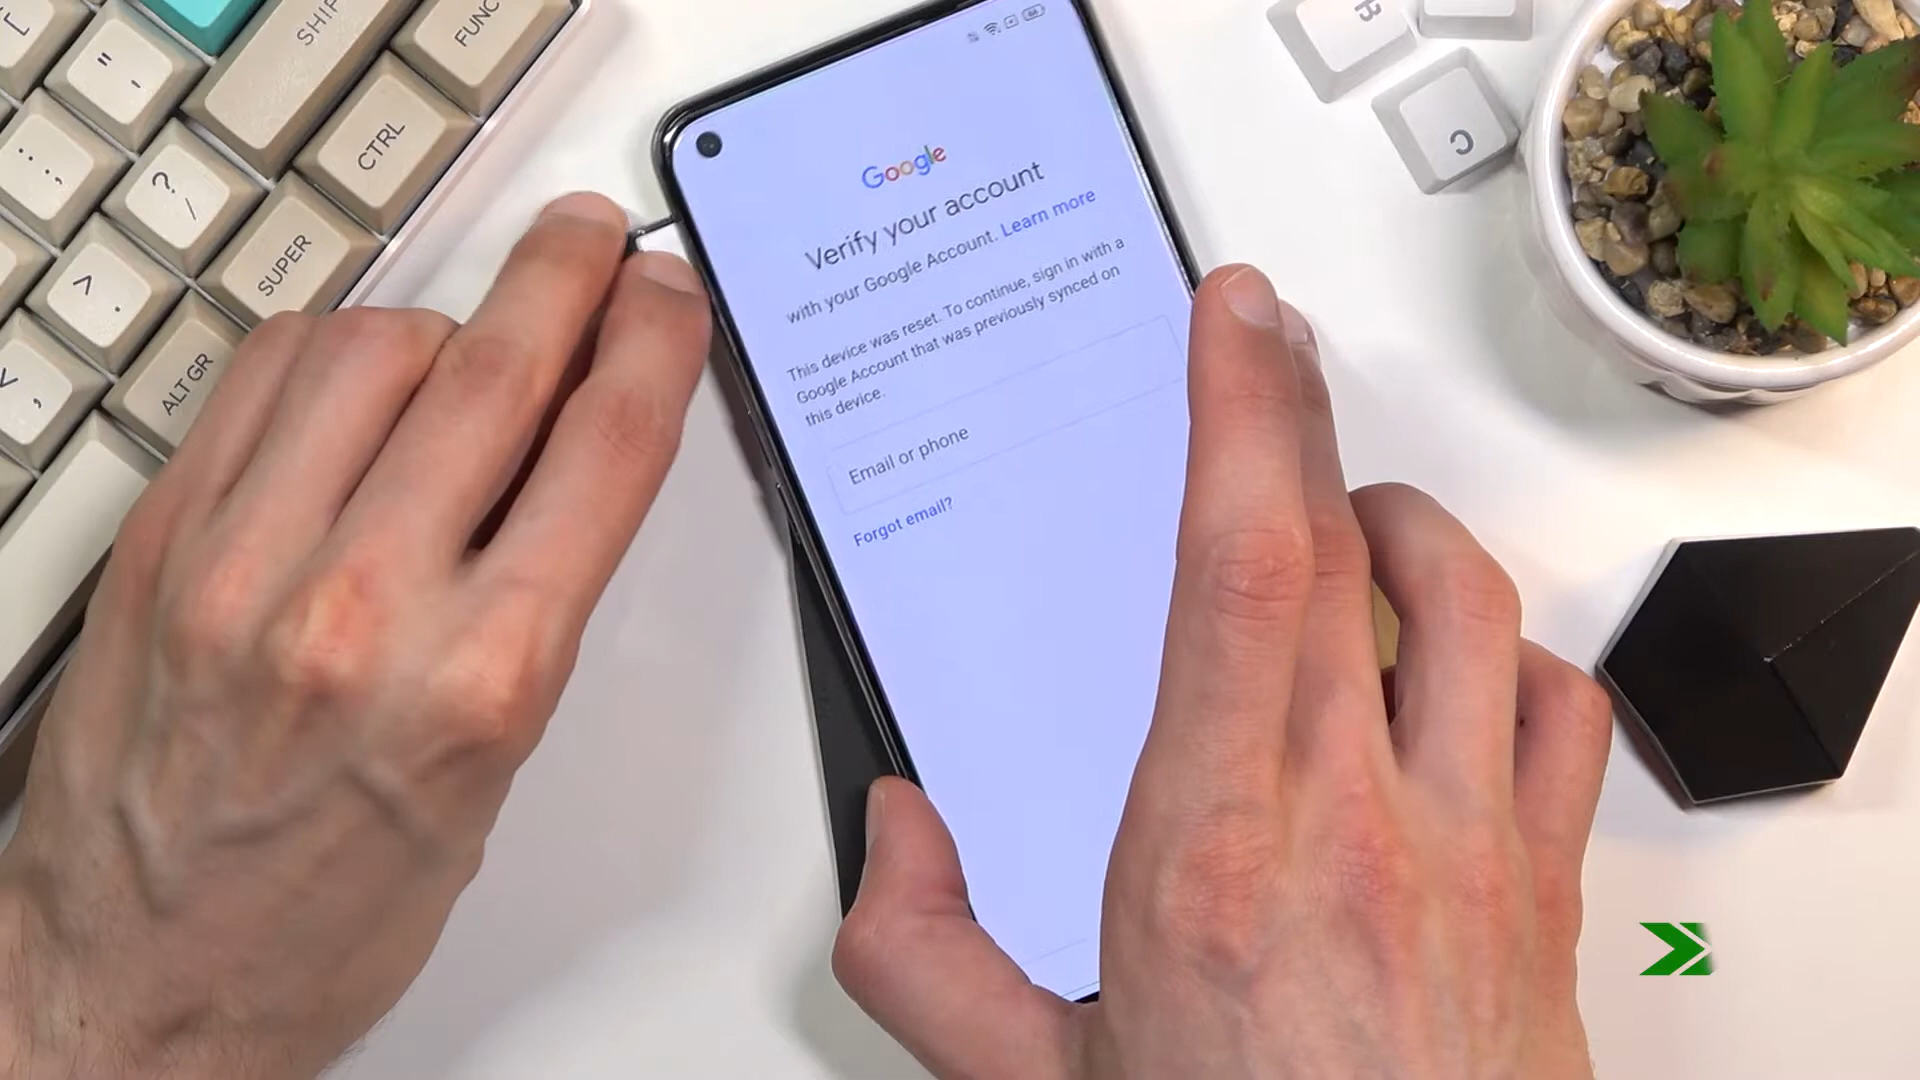 SHIF
FUNC
[
"
'
CTRL
;
:
?
/
SUPER
>
.
ALT GR
<
,
R
C
66
Google
Verify your account
with your Google Account. Learn more
This device was reset. To continue, sign in with a
Google Account that was previously synced on
this device.
Email or phone
Forgot email?